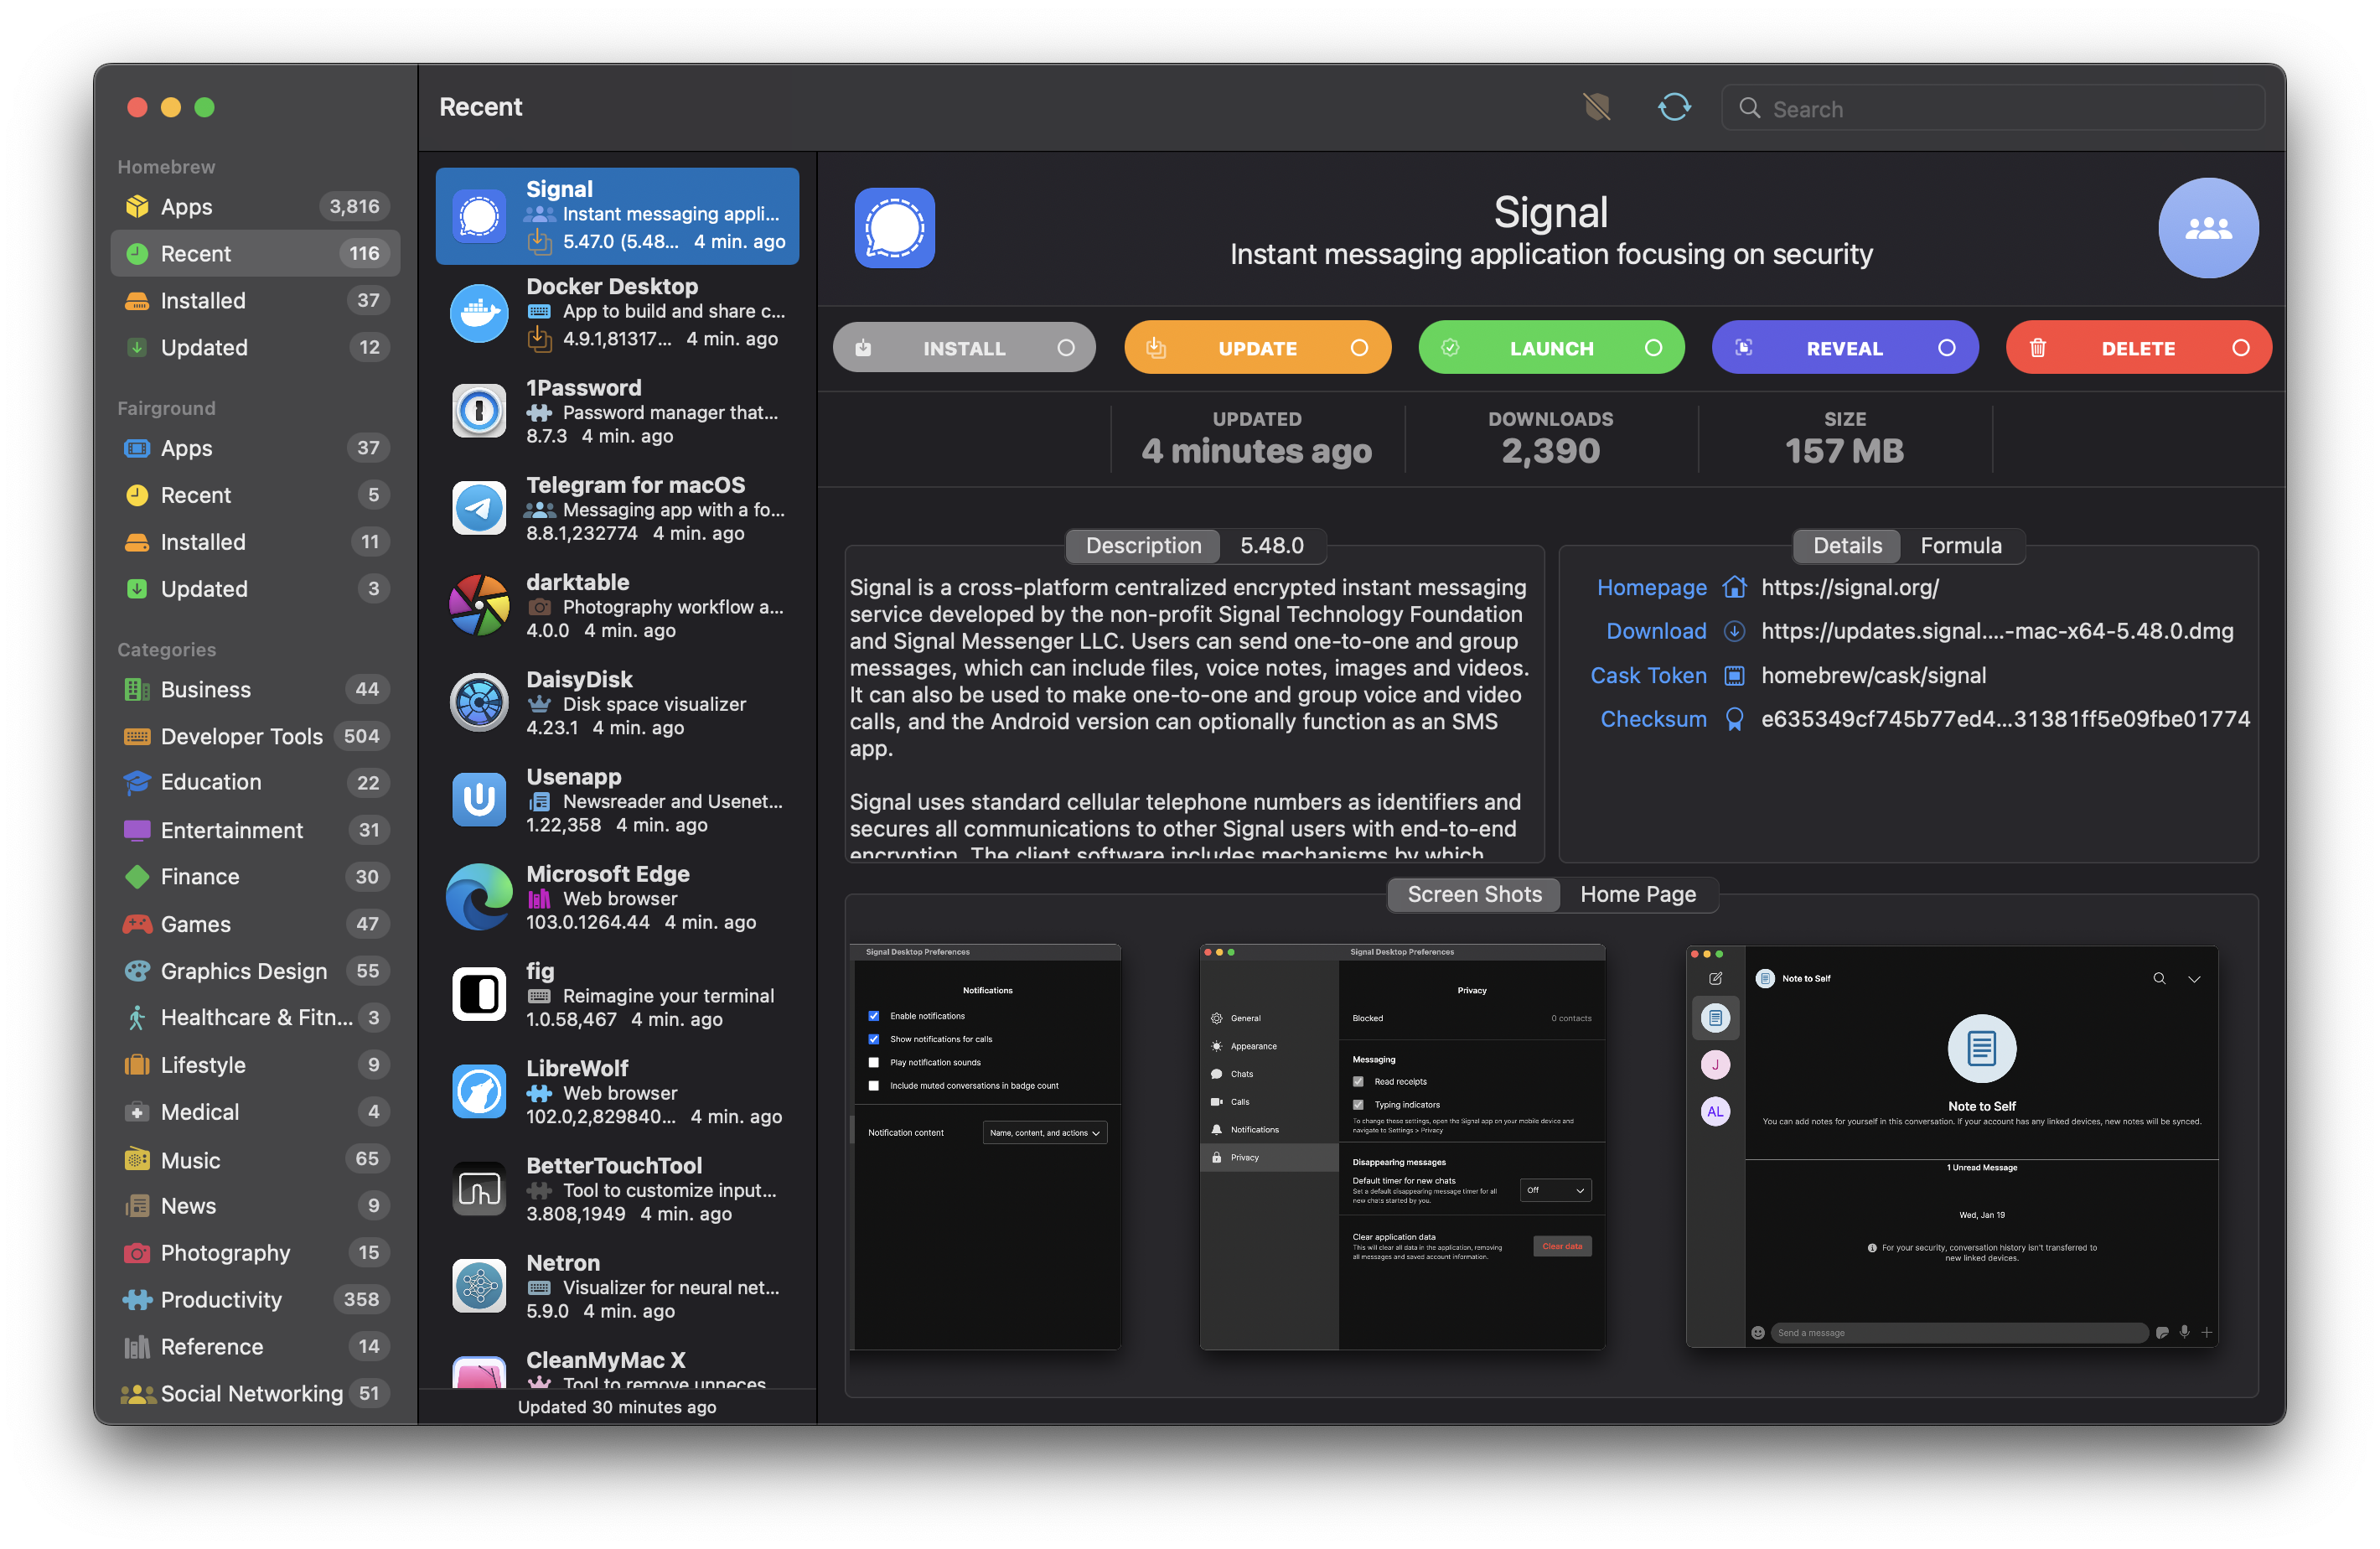 Recent
Search
Homebrew
Apps 3,816
Recent 116
Installed 37
Updated 12
Fairground
Apps 37
Recent 5
Installed 11
Updated 3
Categories
Business 44
Developer Tools 504
Education 22
Entertainment 31
Finance 30
Games 47
Graphics Design 55
Healthcare & Fitn... 3
Lifestyle 9
Medical 4
Music 65
News 9
Photography 15
Productivity 358
Reference 14
Social Networking 51
Signal
Instant messaging appli...
5.47.0 (5.48... 4 min. ago
Docker Desktop
App to build and share c...
4.9.1,81317... 4 min. ago
1Password
Password manager that...
8.7.3 4 min. ago
Telegram for macOS
Messaging app with a fo...
8.8.1,232774 4 min. ago
darktable
Photography workflow a...
4.0.0 4 min. ago
DaisyDisk
Disk space visualizer
4.23.1 4 min. ago
Usenapp
Newsreader and Usenet...
1.22,358 4 min. ago
Microsoft Edge
Web browser
103.0.1264.44 4 min. ago
fig
Reimagine your terminal
1.0.58,467 4 min. ago
LibreWolf
Web browser
102.0,2,829840... 4 min. ago
BetterTouchTool
Tool to customize input...
3.808,1949 4 min. ago
Netron
Visualizer for neural net...
5.9.0 4 min. ago
CleanMyMac X
Tool to remove unneces
Updated 30 minutes ago
Signal
Instant messaging application focusing on security
INSTALL
UPDATE
LAUNCH
REVEAL
DELETE
UPDATED
4 minutes ago
DOWNLOADS
2,390
SIZE
157 MB
Description 5.48.0
Signal is a cross-platform centralized encrypted instant messaging
service developed by the non-profit Signal Technology Foundation
and Signal Messenger LLC. Users can send one-to-one and group
messages, which can include files, voice notes, images and videos.
It can also be used to make one-to-one and group voice and video
calls, and the Android version can optionally function as an SMS
app.
Signal uses standard cellular telephone numbers as identifiers and
secures all communications to other Signal users with end-to-end
encryption. The client software includes mechanisms by which
Details Formula
Homepage https://signal.org/
Download https://updates.signal....-mac-x64-5.48.0.dmg
Cask Token homebrew/cask/signal
Checksum e635349cf745b77ed4...31381ff5e09fbe01774
Screen Shots Home Page
Signal Desktop Preferences
Notifications
Enable notifications
Show notifications for calls
Play notification sounds
Include muted conversations in badge count
Notification content Name, content, and actions
Signal Desktop Preferences
General
Appearance
Chats
Calls
Notifications
Privacy
Privacy
Blocked 0 contacts
Messaging
Read receipts
Typing indicators
To change these settings, open the Signal app on your mobile device and
navigate to Settings > Privacy
Disappearing messages
Default timer for new chats
Set a default disappearing message timer for all
new chats started by you.
Off
Clear application data
This will clear all data in the application, removing
all messages and saved account information.
Clear data
J
AL
Note to Self
Note to Self
You can add notes for yourself in this conversation. If your account has any linked devices, new notes will be synced.
1 Unread Message
Wed, Jan 19
For your security, conversation history isn't transferred to
new linked devices.
Send a message